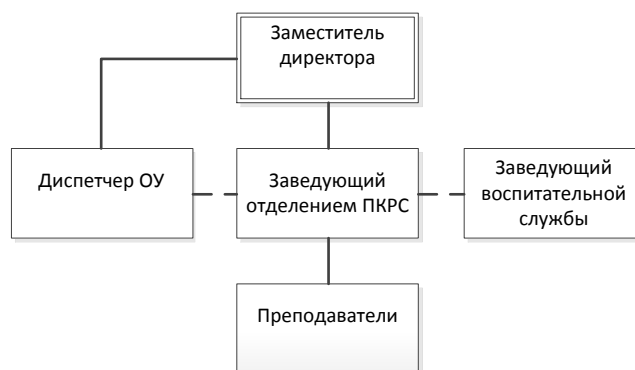 Заместитель
директора
Диспетчер ОУ
Заведующий
отделением ПКРС
Заведующий
воспитательной
службы
Преподаватели